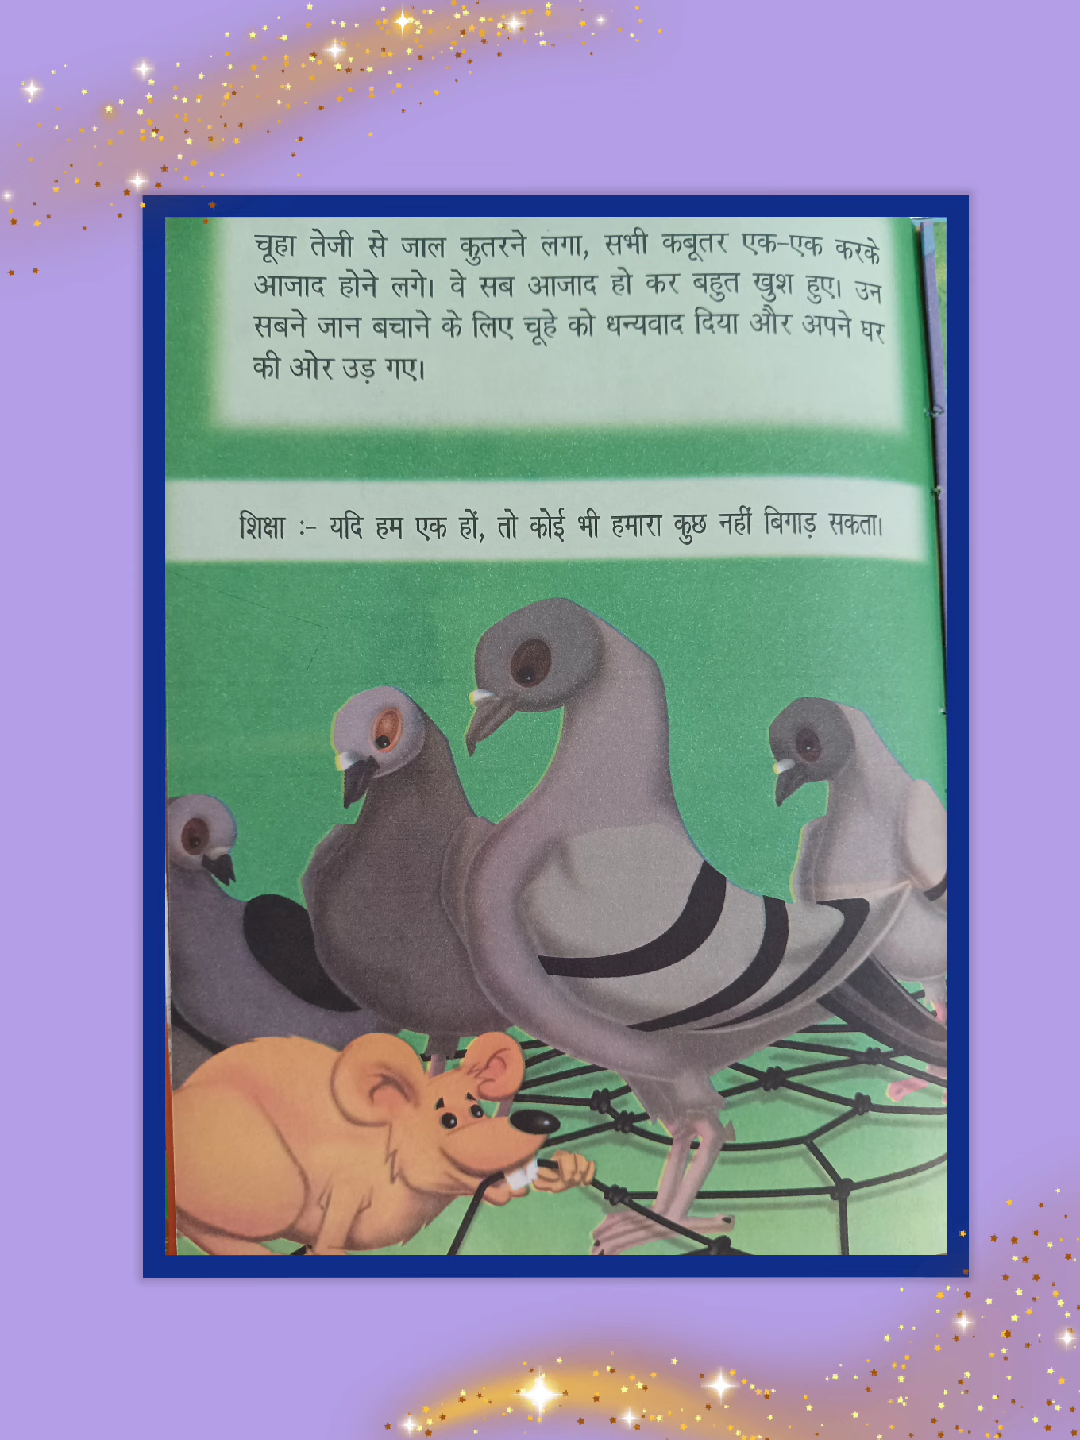 चूहा तेजी से जाल कुतरने लगा, सभी कबूतर एक-एक करके
आजाद होने लगे। वे सब आजाद हो कर बहुत खुश हुए। उन
सबने जान बचाने के लिए चूहे को धन्यवाद दिया और अपने घर
की ओर उड़ गए।
शिक्षा :- यदि हम एक हों, तो कोई भी हमारा कुछ नहीं बिगाड़ सकता।